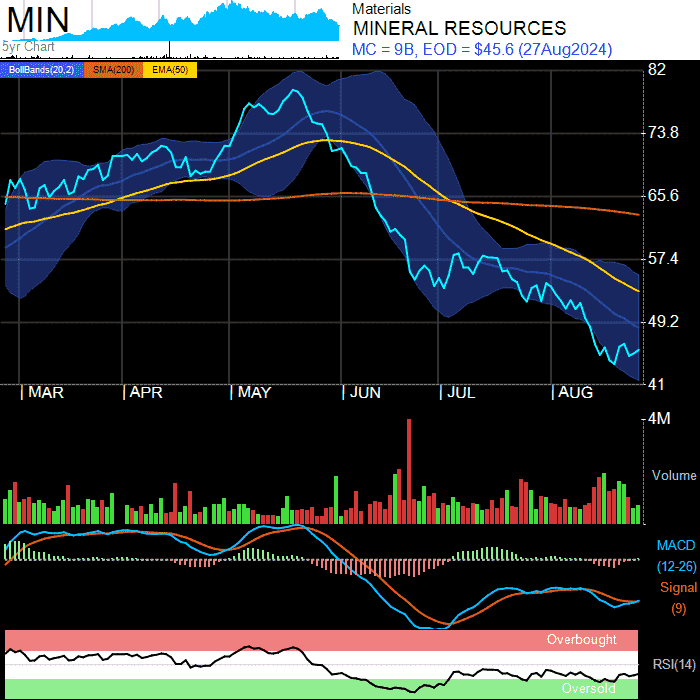 MIN
5yr Chart
Materials
MINERAL RESOURCES
MC = 9B, EOD = $45.6 (27Aug2024)
BollBands(20,2) SMA(200) EMA(50)
82
73.8
65.6
57.4
49.2
41
MAR APR MAY JUN JUL AUG
4M
Volume
MACD
(12-26)
Signal
(9)
Overbought
RSI(14)
Oversold